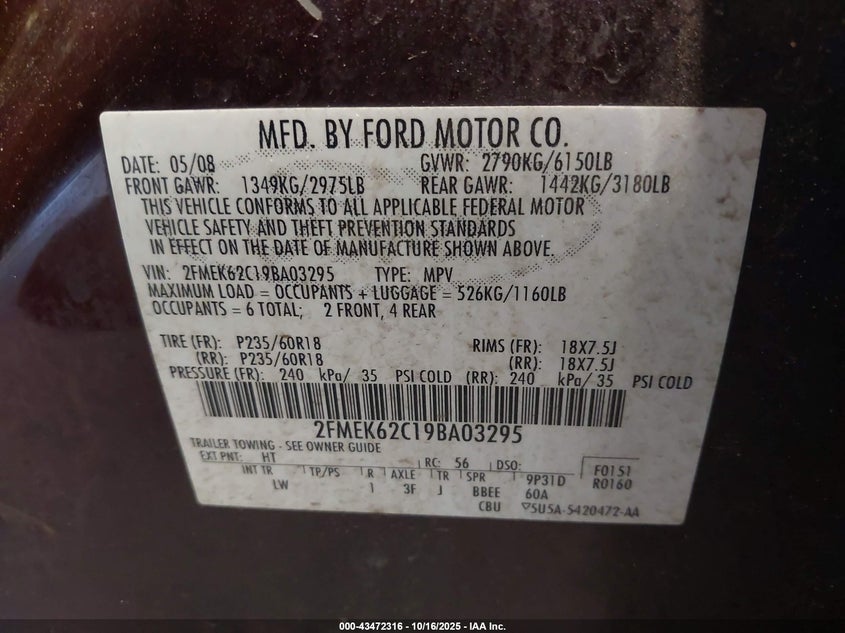 MFD. BY FORD MOTOR CO.
DATE: 05/08 GVWR: 2790KG/6150LB
FRONT GAWR: 1349KG/2975LB REAR GAWR: 1442KG/3180LB
THIS VEHICLE CONFORMS TO ALL APPLICABLE FEDERAL MOTOR
VEHICLE SAFETY AND THEFT PREVENTION STANDARDS
IN EFFECT ON THE DATE OF MANUFACTURE SHOWN ABOVE.
VIN: 2FMEK62C19BA03295 TYPE: MPV
MAXIMUM LOAD = OCCUPANTS + LUGGAGE = 526KG/1160LB
OCCUPANTS = 6 TOTAL; 2 FRONT, 4 REAR
TIRE (FR): P235/60R18 RIMS (FR): 18X7.5J
(RR): P235/60R18 (RR): 18X7.5J
PRESSURE (FR): 240 kPa/ 35 PSI COLD (RR): 240 kPa/ 35 PSI COLD
2FMEK62C19BA03295
TRAILER TOWING - SEE OWNER GUIDE
EXT PNT: HT RC: 56 DSO: F0151
INT TR TP/PS R AXLE TR SPR 9P31D R0160
LW 1 3F J BBEE 60A
CBU ▽5U5A-5420472-AA
000-43472316 - 10/16/2025 - IAA Inc.